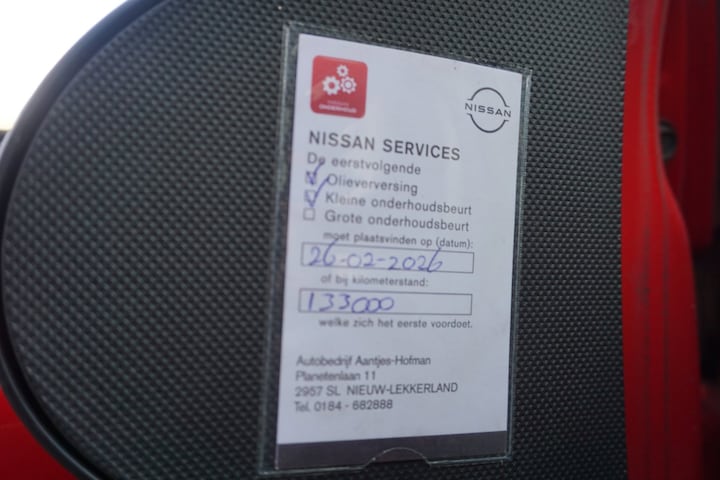 ONDERHOUD
NISSAN
NISSAN SERVICES
De eerstvolgende
Olieverversing
Kleine onderhoudsbeurt
Grote onderhoudsbeurt
moet plaatsvinden op (datum):
26-02-2026
of bij kilometerstand:
133000
welke zich het eerste voordoet.
Autobedrijf Aantjes-Hofman
Planetenlaan 11
2957 SL NIEUW-LEKKERLAND
Tel. 0184 - 682888